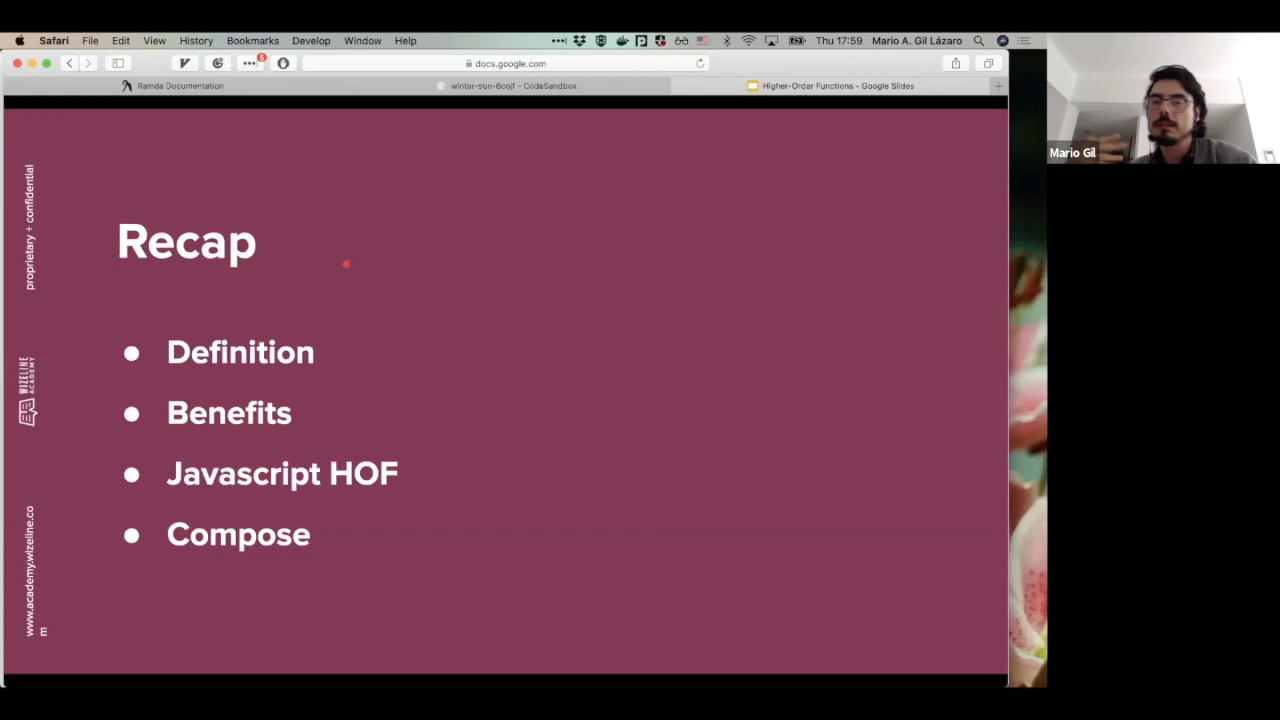 Safari File Edit View History Bookmarks Develop Window Help Thu 17:59 Mario A. Gil Lázaro
docs.google.com
Ramda Documentation
winter-sun-6cojf - CodeSandbox
Higher-Order Functions - Google Slides
Mario Gil
proprietary + confidential
WIZELINE
ACADEMY
www.academy.wizeline.co
m
Recap
Definition
Benefits
Javascript HOF
Compose